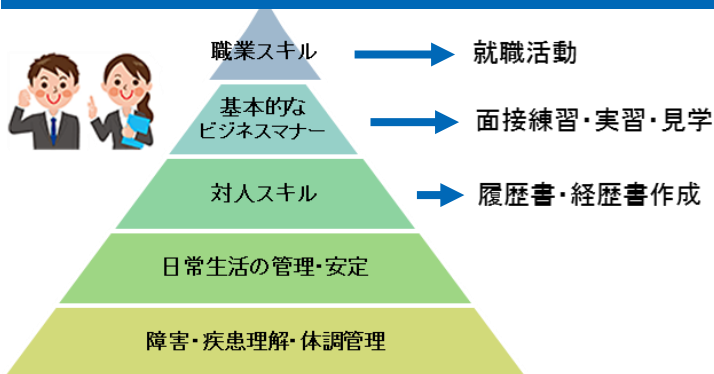 職業スキル
就職活動
基本的な
ビジネスマナー
面接練習・実習・見学
対人スキル
履歴書・経歴書作成
日常生活の管理・安定
障害・疾患理解・体調管理